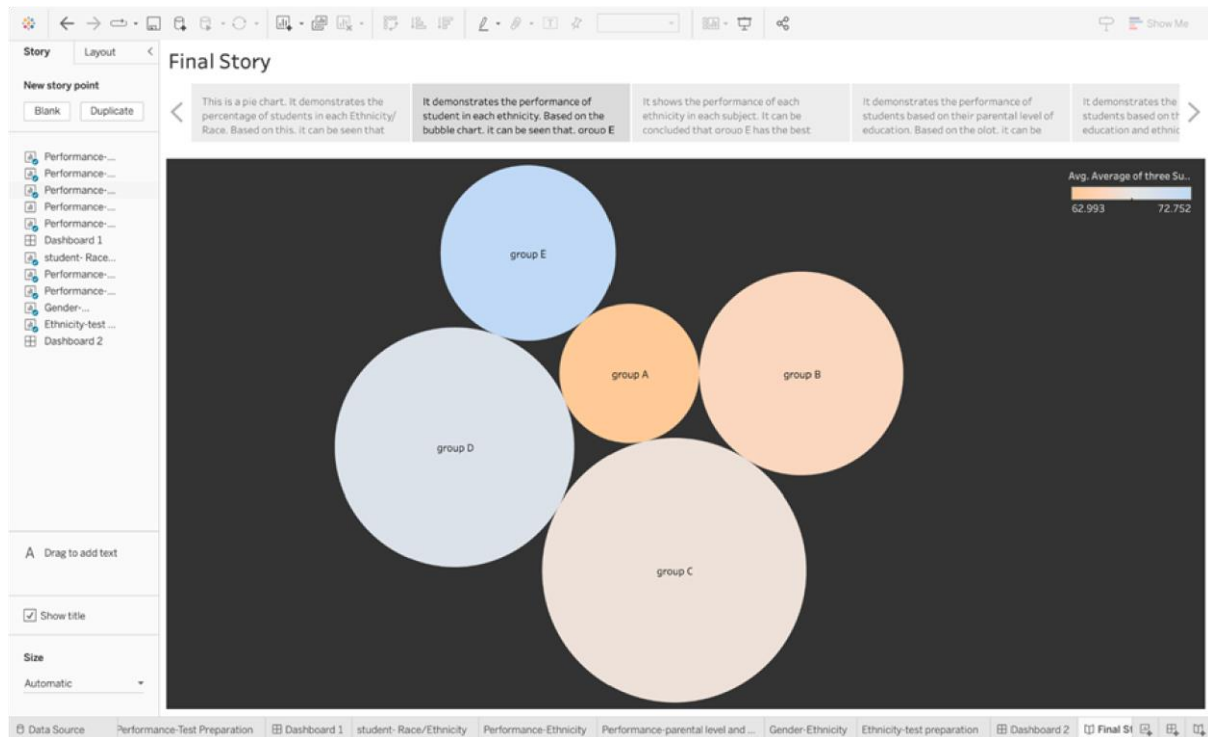 Show Me
Story
Layout
Final Story
New story point
Blank
Duplicate
This is a pie chart. It demonstrates the
percentage of students in each Ethnicity/
Race. Based on this. it can be seen that
It demonstrates the performance of
student in each ethnicity. Based on the
bubble chart. it can be seen that. group E
It shows the performance of each
ethnicity in each subject. It can be
concluded that group E has the best
It demonstrates the performance of
students based on their parental level of
education. Based on the plot. it can be
It demonstrates the
students based on th
education and ethnic
Performance-...
Performance-...
Performance-...
Performance-...
Performance-...
Dashboard 1
student- Race...
Performance-...
Performance-...
Gender-...
Ethnicity-test ...
Dashboard 2
Avg. Average of three Su..
62.993
72.752
group E
group A
group B
group D
group C
A Drag to add text
Show title
Size
Automatic
Data Source
Performance-Test Preparation
Dashboard 1
student- Race/Ethnicity
Performance-Ethnicity
Performance-parental level and ...
Gender-Ethnicity
Ethnicity-test preparation
Dashboard 2
Final St